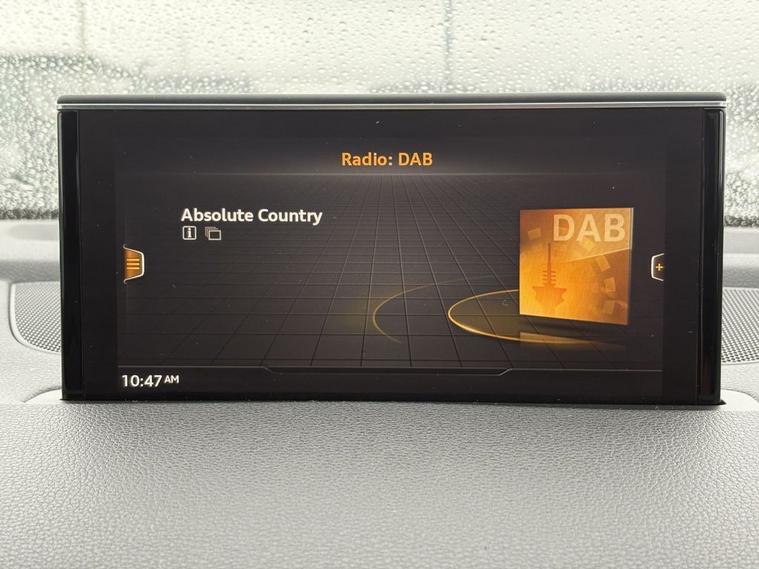 Radio: DAB
Absolute Country
DAB
10:47 AM